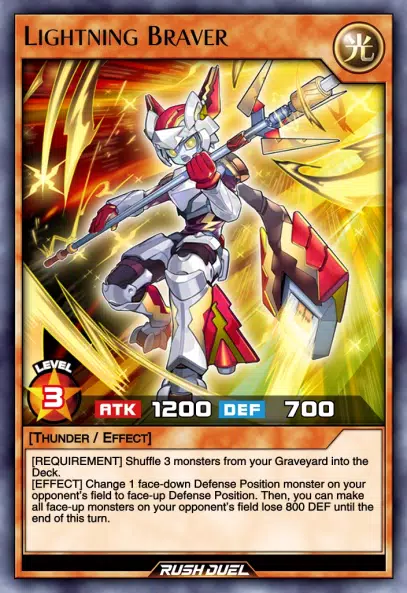 Lightning Braver
光
LEVEL
3
ATK 1200 DEF 700
[Thunder / Effect]
[REQUIREMENT] Shuffle 3 monsters from your Graveyard into the
Deck.
[EFFECT] Change 1 face-down Defense Position monster on your
opponent's field to face-up Defense Position. Then, you can make
all face-up monsters on your opponent's field lose 800 DEF until the
end of this turn.
RUSH DUEL